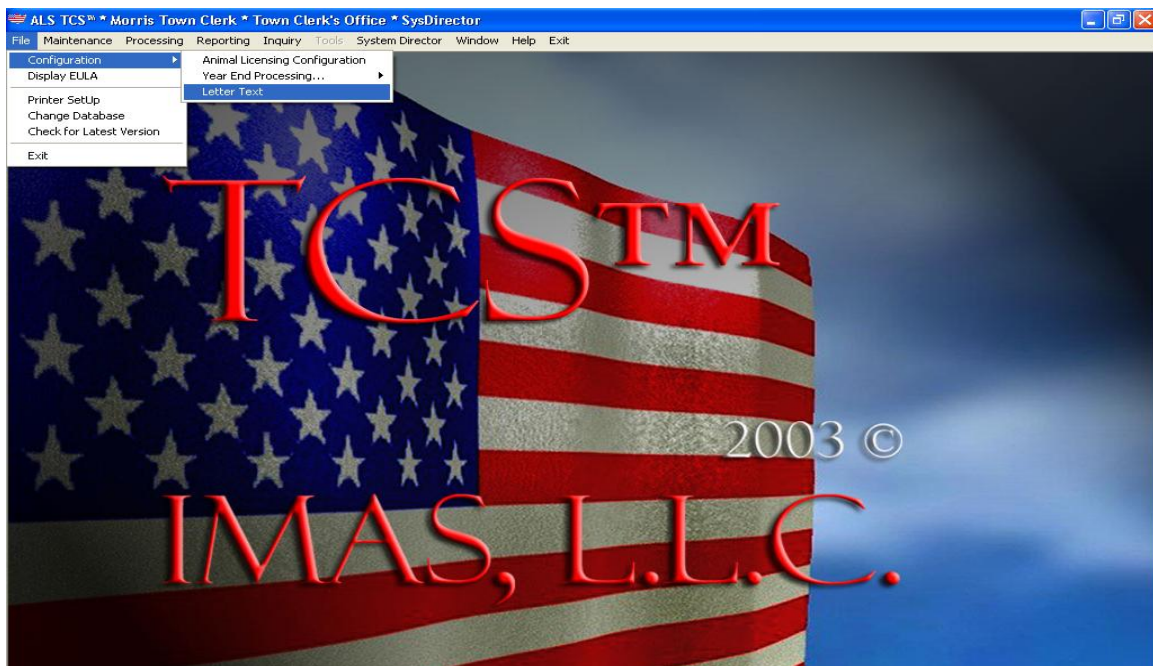 ALS TCS™ * Morris Town Clerk * Town Clerk's Office * SysDirector
File Maintenance Processing Reporting Inquiry Tools System Director Window Help Exit
Configuration
Display EULA
Printer SetUp
Change Database
Check for Latest Version
Exit
Animal Licensing Configuration
Year End Processing...
Letter Text
TCS™
2003 ©
IMAS, L.L.C.